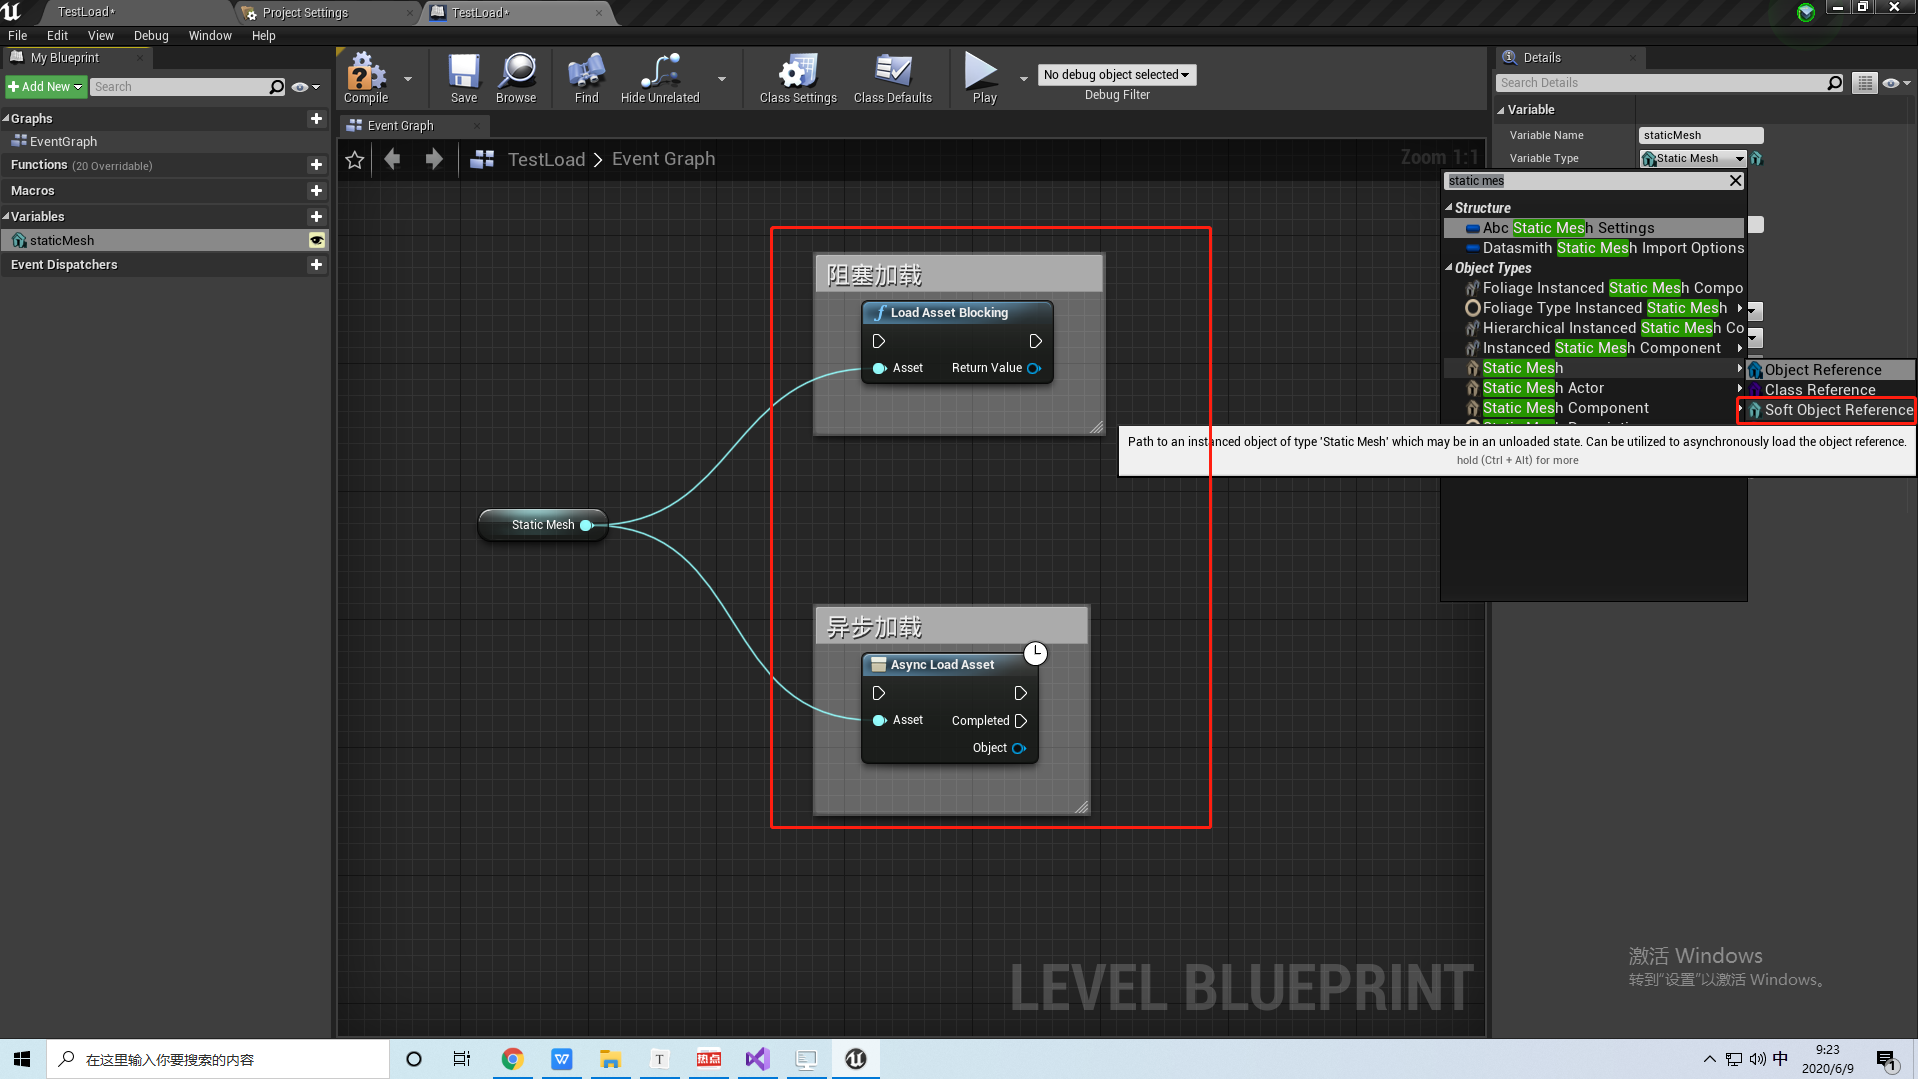 TestLoad*
Project Settings
TestLoad*
File Edit View Debug Window Help
My Blueprint
Add New
Search
Graphs
EventGraph
Functions (20 Overridable)
Macros
Variables
staticMesh
Event Dispatchers
Compile
Save
Browse
Find
Hide Unrelated
Class Settings
Class Defaults
Play
No debug object selected
Debug Filter
Event Graph
TestLoad > Event Graph
Zoom 1:1
阻塞加载
Load Asset Blocking
Asset
Return Value
Static Mesh
异步加载
Async Load Asset
Asset
Completed
Object
LEVEL BLUEPRINT
Details
Search Details
Variable
Variable Name
staticMesh
Variable Type
Static Mesh
static mes
Structure
Abc Static Mesh Settings
Datasmith Static Mesh Import Options
Object Types
Foliage Instanced Static Mesh Compo
Foliage Type Instanced Static Mesh
Hierarchical Instanced Static Mesh Co
Instanced Static Mesh Component
Static Mesh
Static Mesh Actor
Static Mesh Component
Object Reference
Class Reference
Soft Object Reference
Path to an instanced object of type 'Static Mesh' which may be in an unloaded state. Can be utilized to asynchronously load the object reference.
hold (Ctrl + Alt) for more
激活 Windows
转到"设置"以激活 Windows。
在这里输入你要搜索的内容
W
T
热点
中
9:23
2020/6/9
1